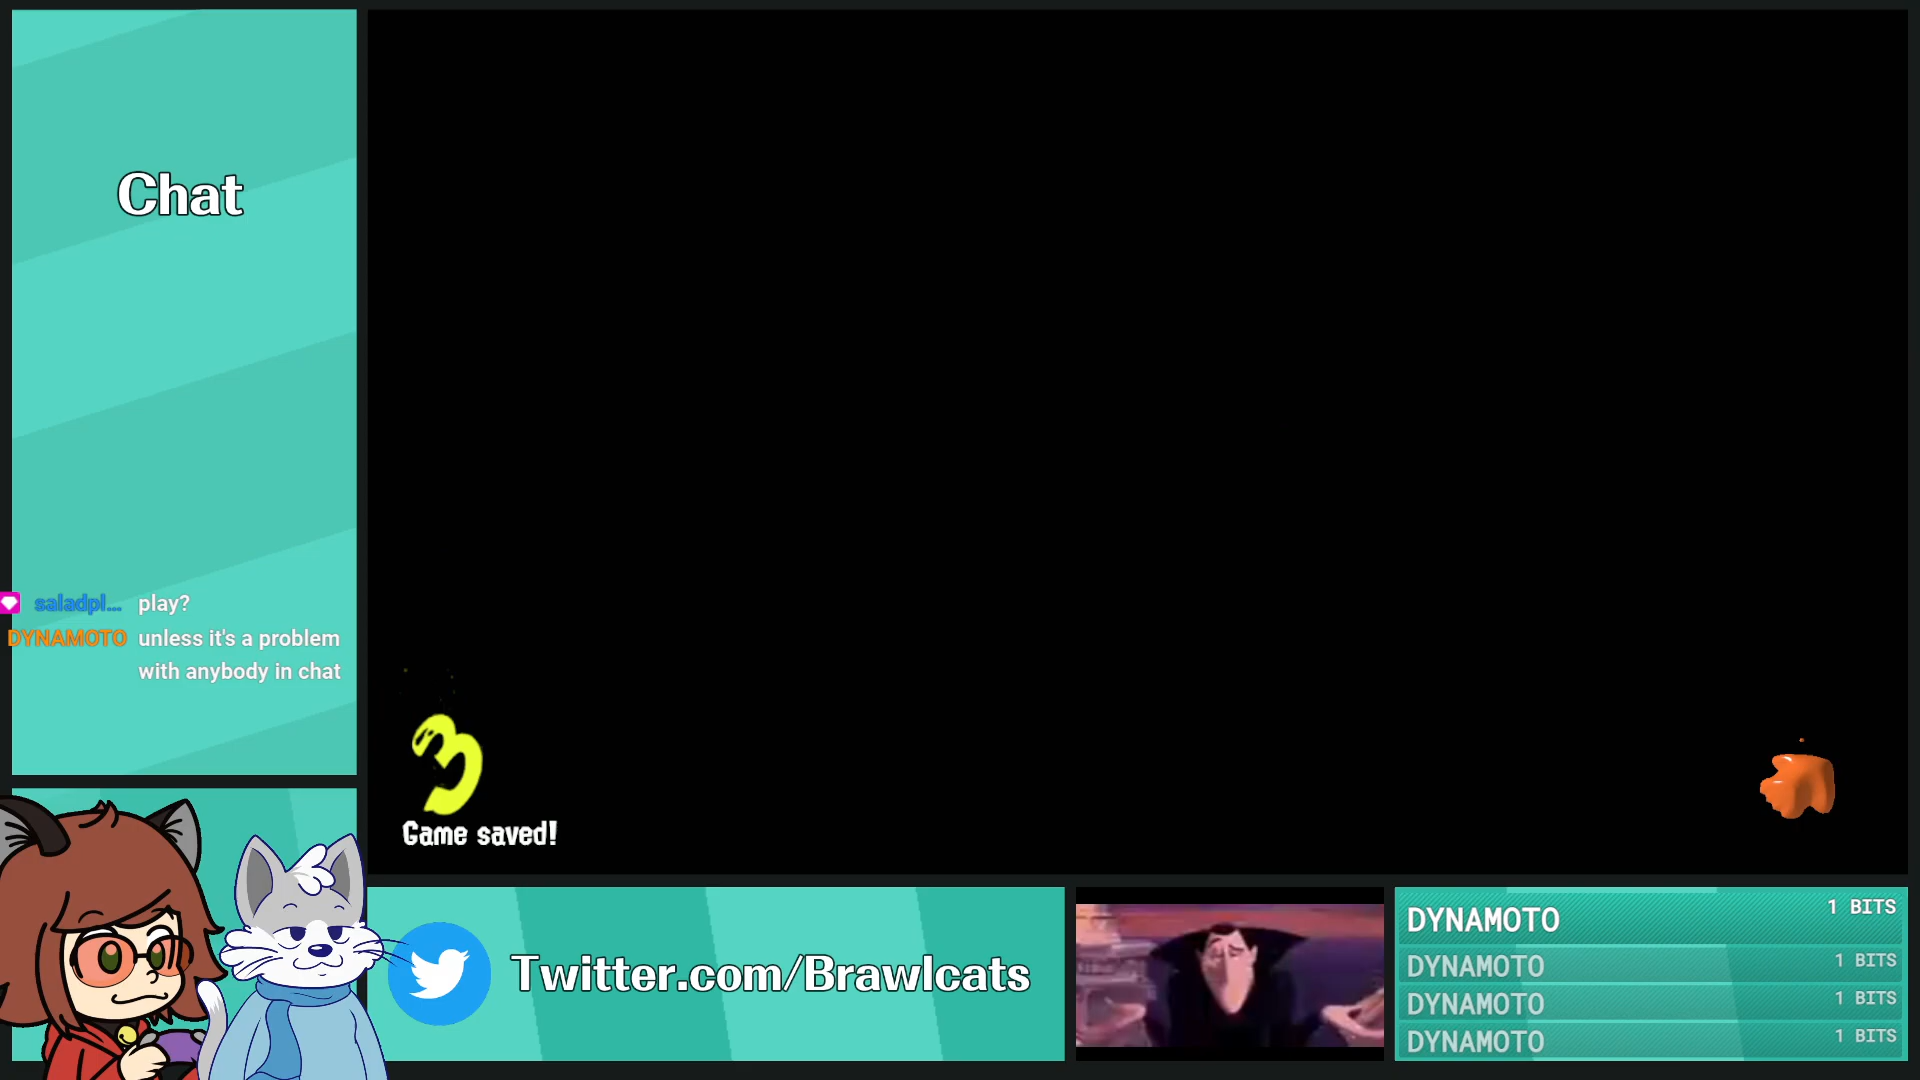 Chat
saladpl... play?
DYNAMOTO unless it's a problem
with anybody in chat
3
Game saved!
Twitter.com/Brawlcats
DYNAMOTO 1 BITS
DYNAMOTO 1 BITS
DYNAMOTO 1 BITS
DYNAMOTO 1 BITS